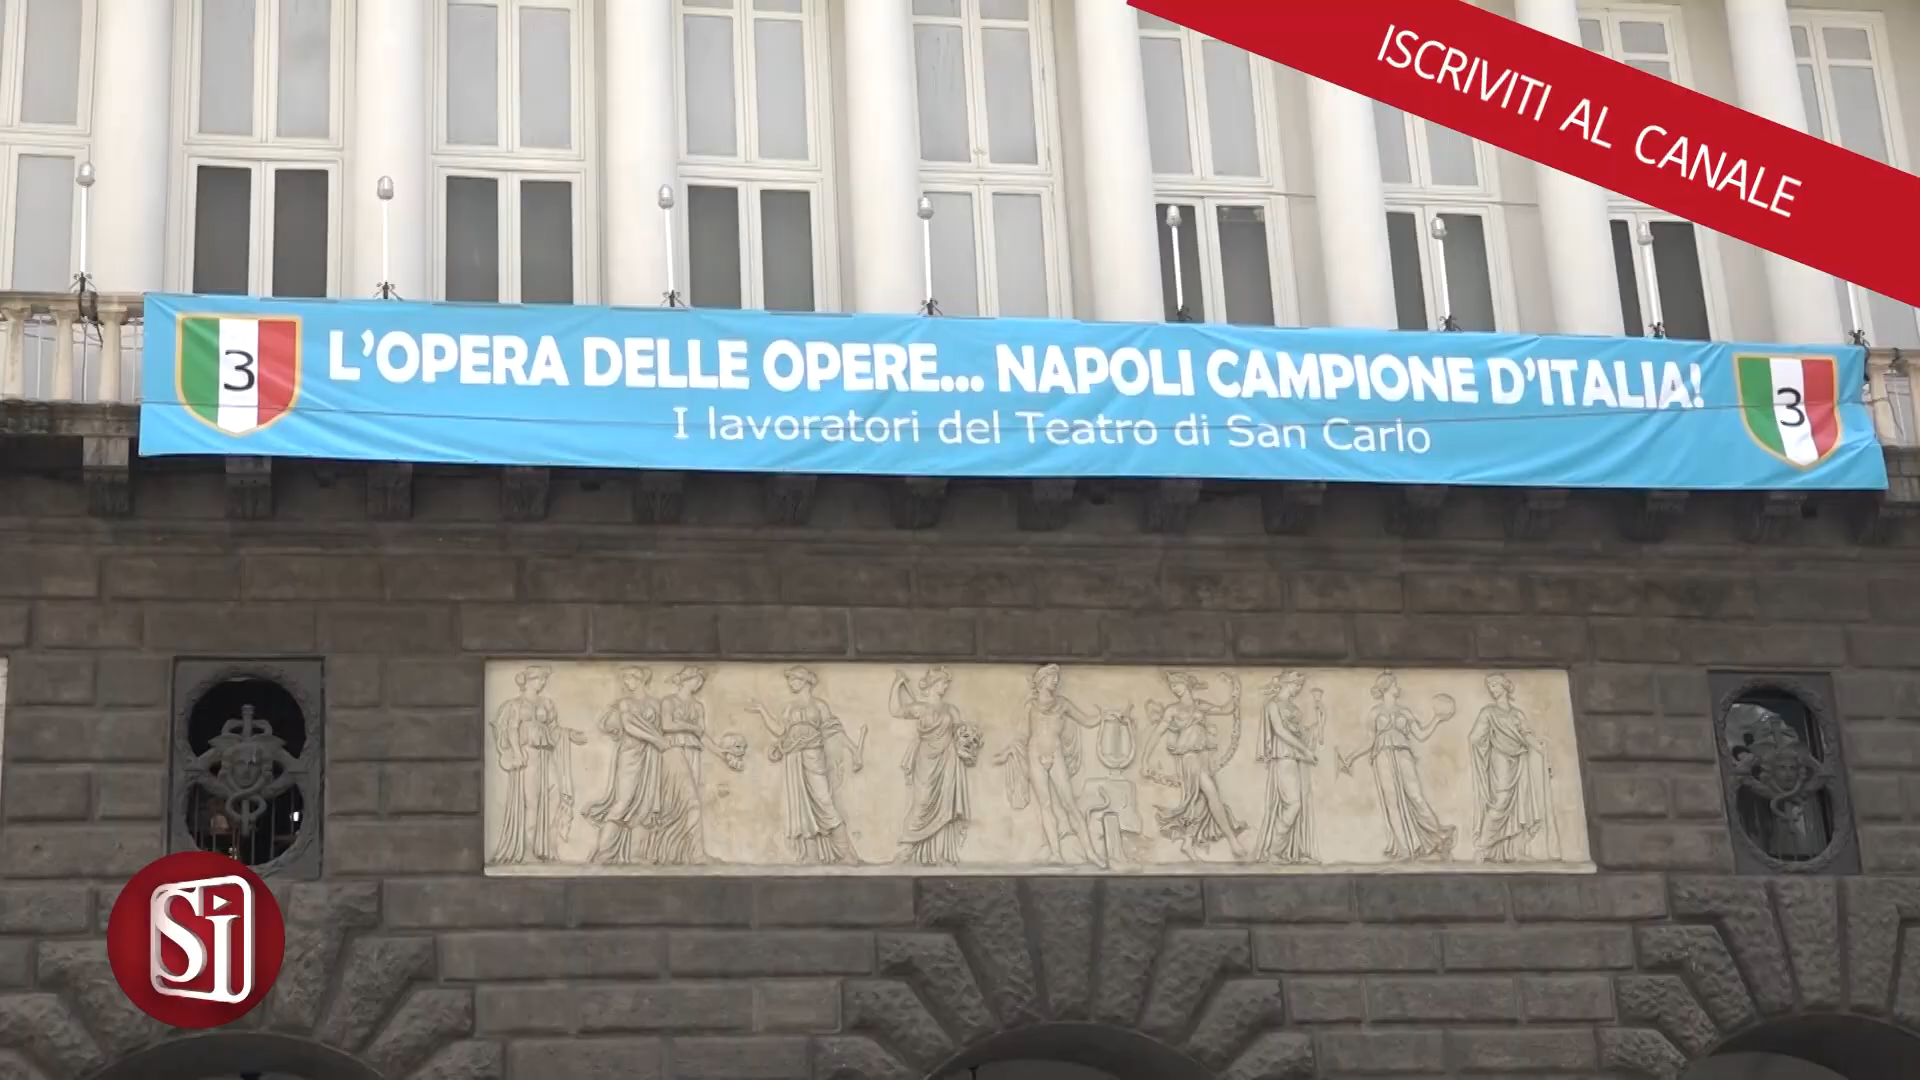 ISCRIVITI AL CANALE
3 L'OPERA DELLE OPERE... NAPOLI CAMPIONE D'ITALIA! 3
I lavoratori del Teatro di San Carlo
Si